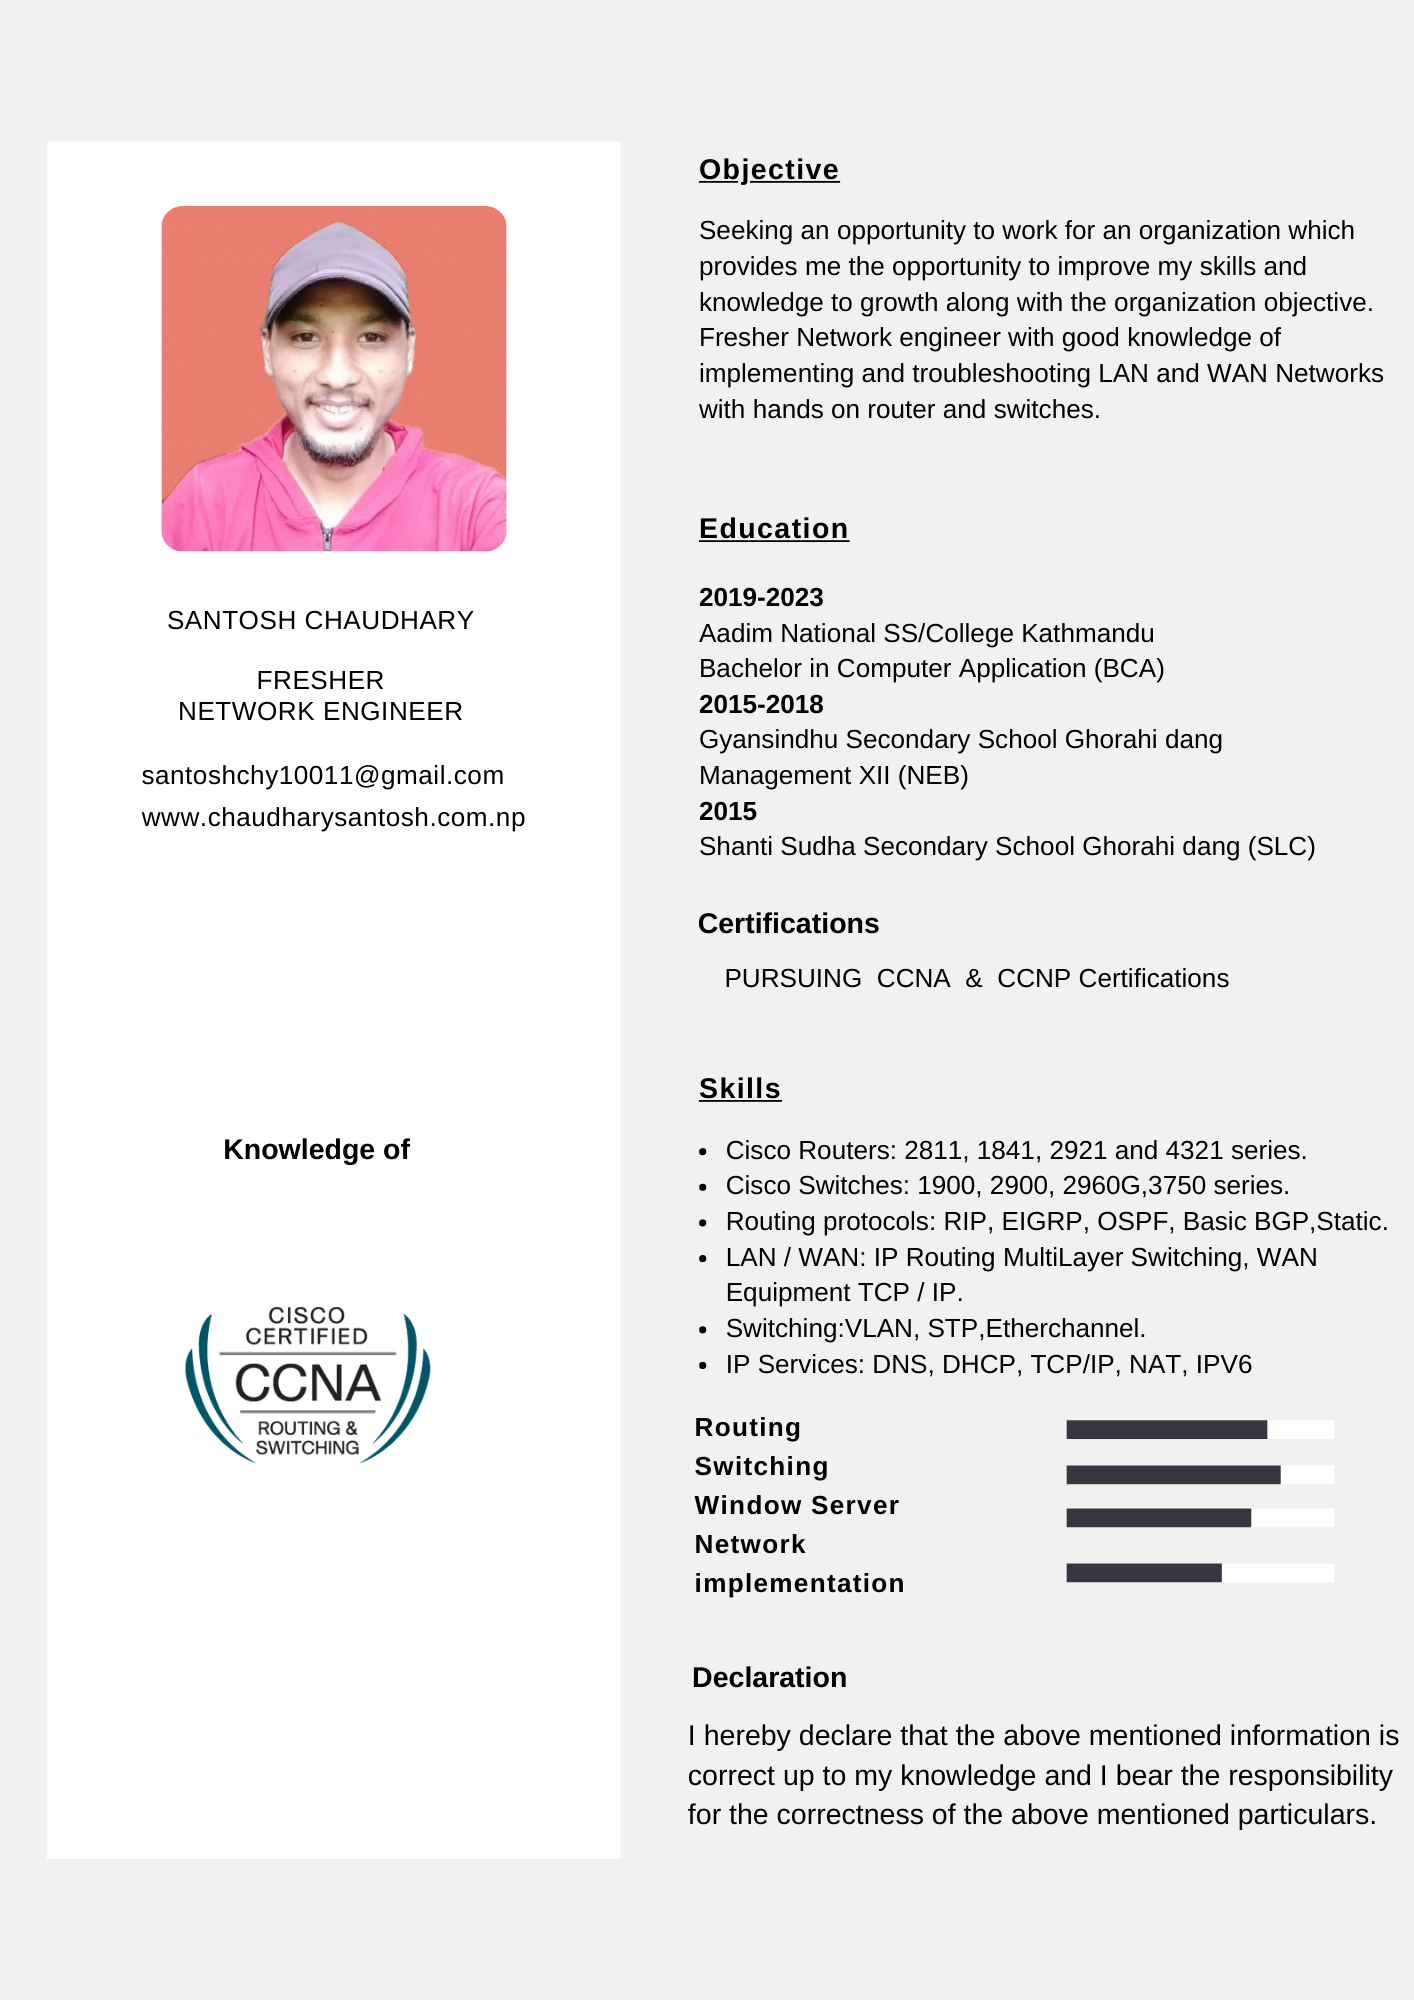 SANTOSH CHAUDHARY
FRESHER
NETWORK ENGINEER
santoshchy10011@gmail.com
www.chaudharysantosh.com.np
Knowledge of
CISCO
CERTIFIED
CCNA
ROUTING &
SWITCHING
Objective
Seeking an opportunity to work for an organization which
provides me the opportunity to improve my skills and
knowledge to growth along with the organization objective.
Fresher Network engineer with good knowledge of
implementing and troubleshooting LAN and WAN Networks
with hands on router and switches.
Education
2019-2023
Aadim National SS/College Kathmandu
Bachelor in Computer Application (BCA)
2015-2018
Gyansindhu Secondary School Ghorahi dang
Management XII (NEB)
2015
Shanti Sudha Secondary School Ghorahi dang (SLC)
Certifications
PURSUING CCNA & CCNP Certifications
Skills
• Cisco Routers: 2811, 1841, 2921 and 4321 series.
• Cisco Switches: 1900, 2900, 2960G,3750 series.
• Routing protocols: RIP, EIGRP, OSPF, Basic BGP,Static.
• LAN / WAN: IP Routing MultiLayer Switching, WAN
Equipment TCP / IP.
• Switching:VLAN, STP,Etherchannel.
• IP Services: DNS, DHCP, TCP/IP, NAT, IPV6
Routing
Switching
Window Server
Network
implementation
Declaration
I hereby declare that the above mentioned information is
correct up to my knowledge and I bear the responsibility
for the correctness of the above mentioned particulars.